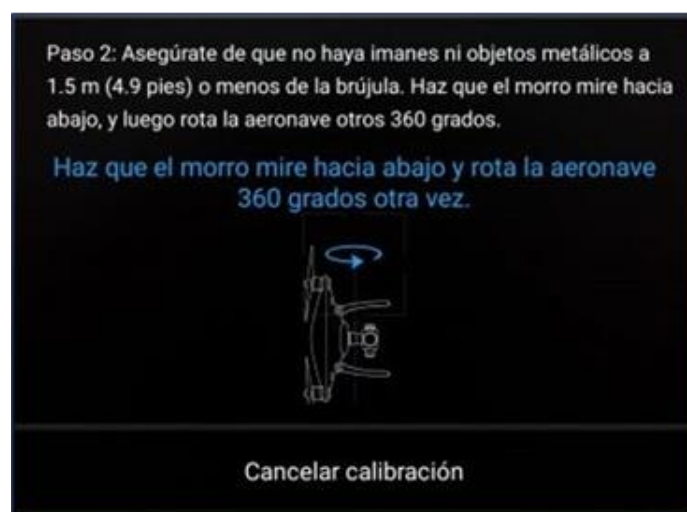 Paso 2: Asegúrate de que no haya imanes ni objetos metálicos a
1.5 m (4.9 pies) o menos de la brújula. Haz que el morro mire hacia
abajo, y luego rota la aeronave otros 360 grados.
Haz que el morro mire hacia abajo y rota la aeronave
360 grados otra vez.
Cancelar calibración